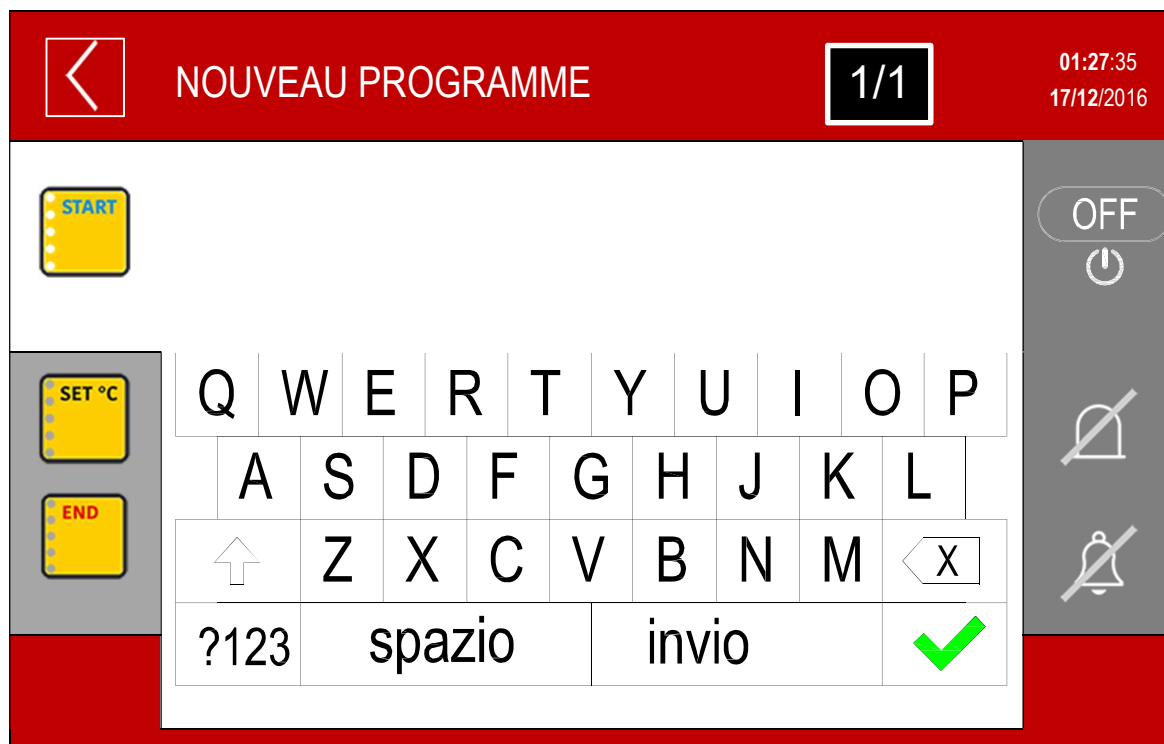 NOUVEAU PROGRAMME
1/1
01:27:35
17/12/2016
START
OFF
SET °C
Q W E R T Y U I O P
A S D F G H J K L
END
Z X C V B N M X
?123 spazio invio